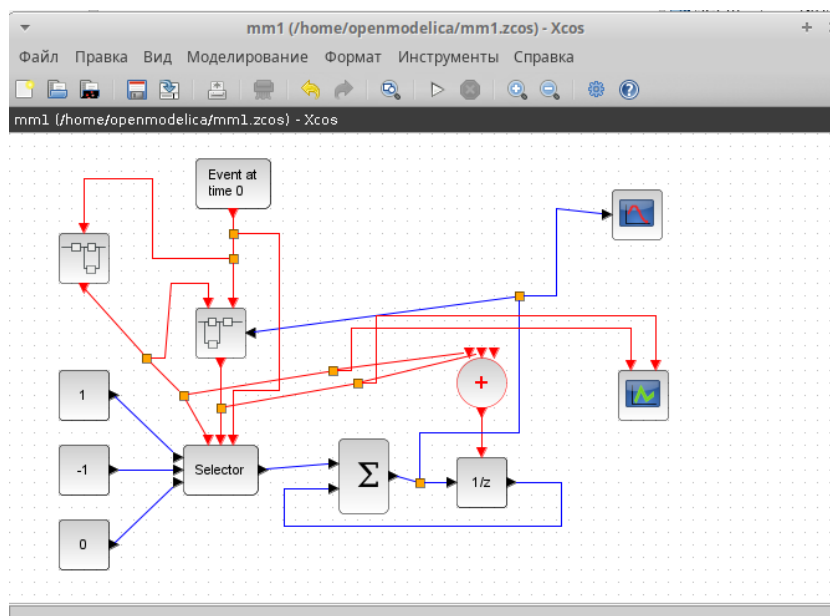 mm1 (/home/openmodelica/mm1.zcos) - Xcos
Файл Правка Вид Моделирование Формат Инструменты Справка
mm1 (/home/openmodelica/mm1.zcos) - Xcos
Event at
time 0
1
+
-1
Selector
Σ
1/z
0